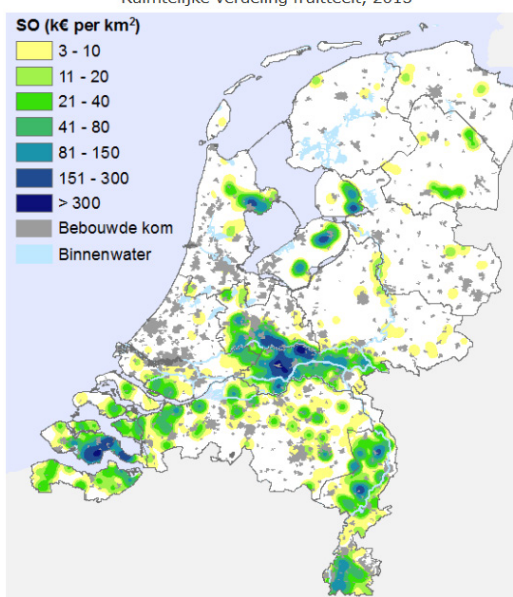 Ruimtelijke verdeling fruitteelt, 2013
SO (k€ per km²)
3 - 10
11 - 20
21 - 40
41 - 80
81 - 150
151 - 300
> 300
Bebouwde kom
Binnenwater